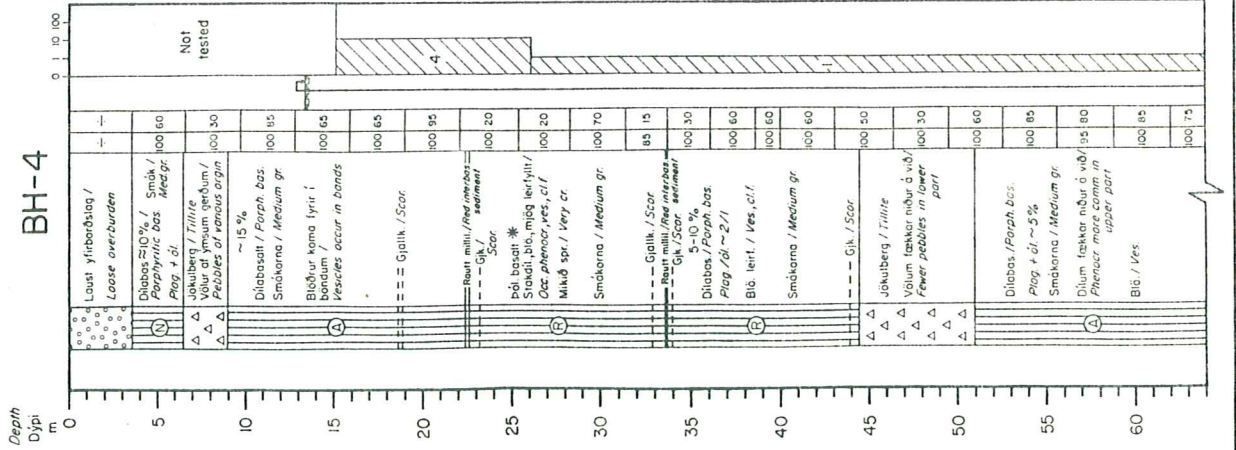 BH-4
Depth
Dýpi
m
0
5
10
15
20
25
30
35
40
45
50
55
60
Laust yfirborðslag /
Loose overburden
Dílabas ≈10% / Smák /
Porphyritic bas. Med.gr.
Plag. + ól.
Jökulberg / Tillite
Völur af ýmsum gerðum /
Pebbles of various orgin
~ 15 %
Dílabasalt / Porph. bas.
Smákorna / Medium gr.
Blöðrur koma fyrir í
böndum /
Vesicles occur in bands
Gjallk. / Scor.
Rautt millil. / Red interbas.
sediment
Gjk. /
Scor.
Þól. basalt *
Stakdíl., blö., mjög leirfyllt /
Occ phenocr., ves., cl.f
Mikið spr. / Very cr.
Smákorna / Medium gr.
Gjallk. / Scor
Rautt millil. / Red interbas.
Gjk. / Scor. sediment
5-10 %
Dílabas. / Porph. bas.
Plag / ól. ~ 2/1
Blö. leirf. / Ves., cl.f.
Smákorna / Medium gr.
Gjk. / Scor.
Jökulberg / Tillite
Völum fækkar niður á við /
Fewer pebbles in lower
part
Dílabas. / Porph. bas.
Plag + ól. ~ 5%
Smákorna / Medium gr
Dílum fækkar niður á við /
Phenocr. more comm in
upper part
Blö. / Ves.
N
A
R
R
A
÷ ÷
100 60
100 30
100 85
100 65
100 65
100 95
100 20
100 20
100 70
85 15
100 30
100 60
100 60
100 60
100 65
100 30
100 30
100 60
100 85
95 80
100 85
100 75
0 1 10 100
Not
tested
4
1